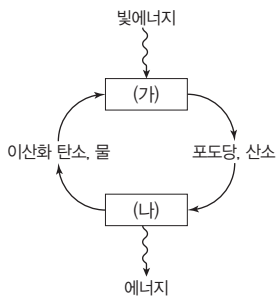 빛에너지
(가)
이산화 탄소, 물
포도당, 산소
(나)
에너지